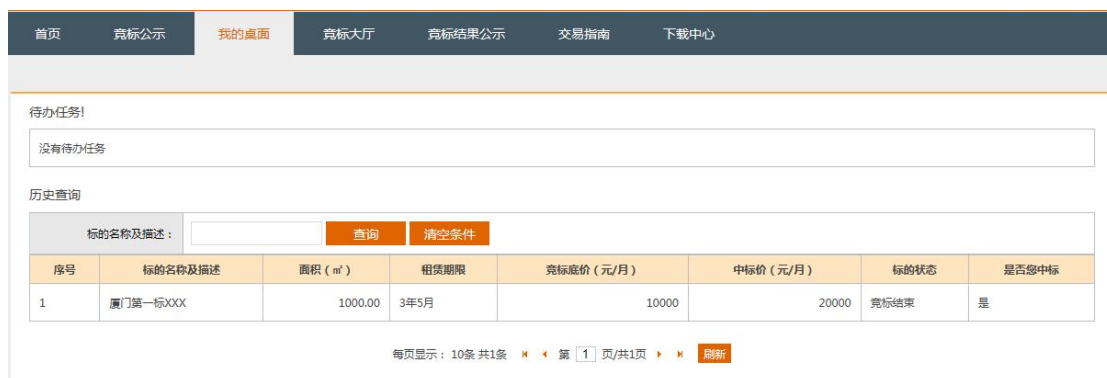 首页 竞标公示 我的桌面 竞标大厅 竞标结果公示 交易指南 下载中心
待办任务!
没有待办任务
历史查询
标的名称及描述： 查询 清空条件
序号 标的名称及描述 面积（㎡） 租赁期限 竞标底价（元/月） 中标价（元/月） 标的状态 是否您中标
1 厦门第一标XXX 1000.00 3年5月 10000 20000 竞标结束 是
每页显示： 10条 共1条 第 1 页/共1页 刷新